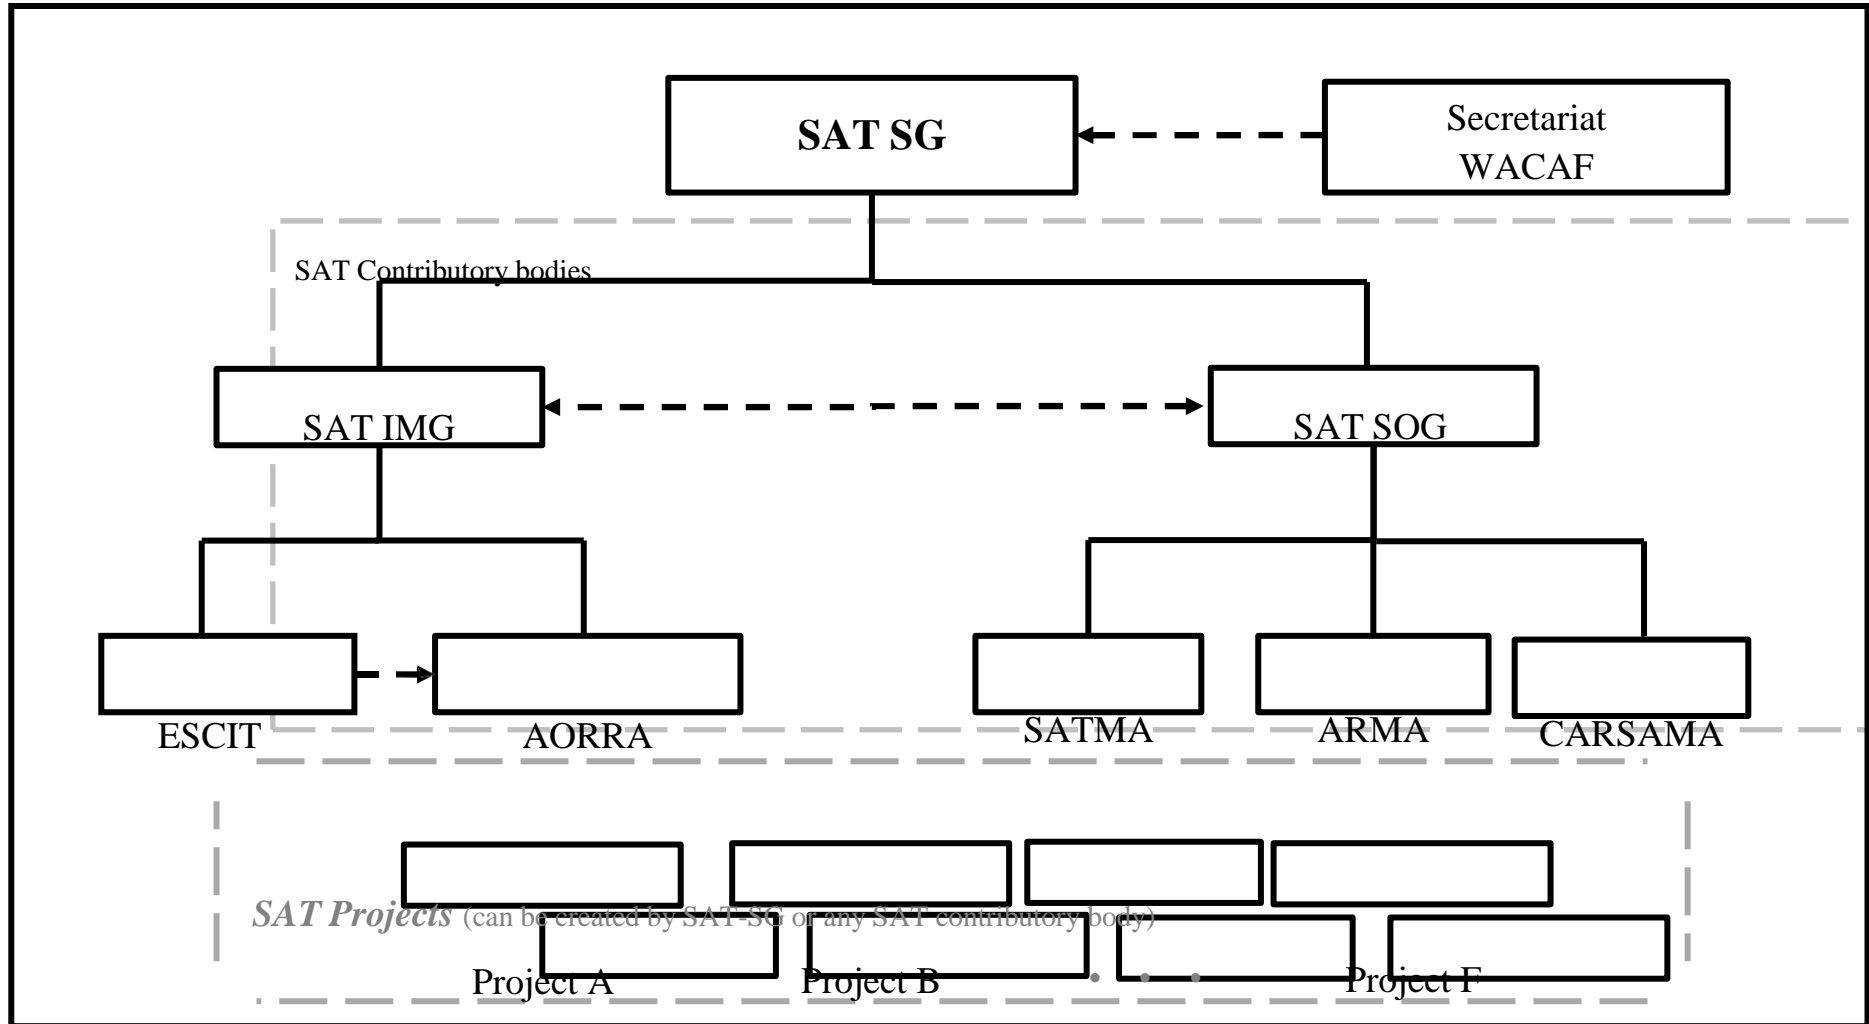 SAT SG
Secretariat
WACAF
SAT Contributory bodies
SAT IMG
SAT SOG
ESCIT
AORRA
SATMA
ARMA
CARSAMA
SAT Projects (can be created by SAT-SG or any SAT contributory body)
Project A
Project B
• • •
Project F